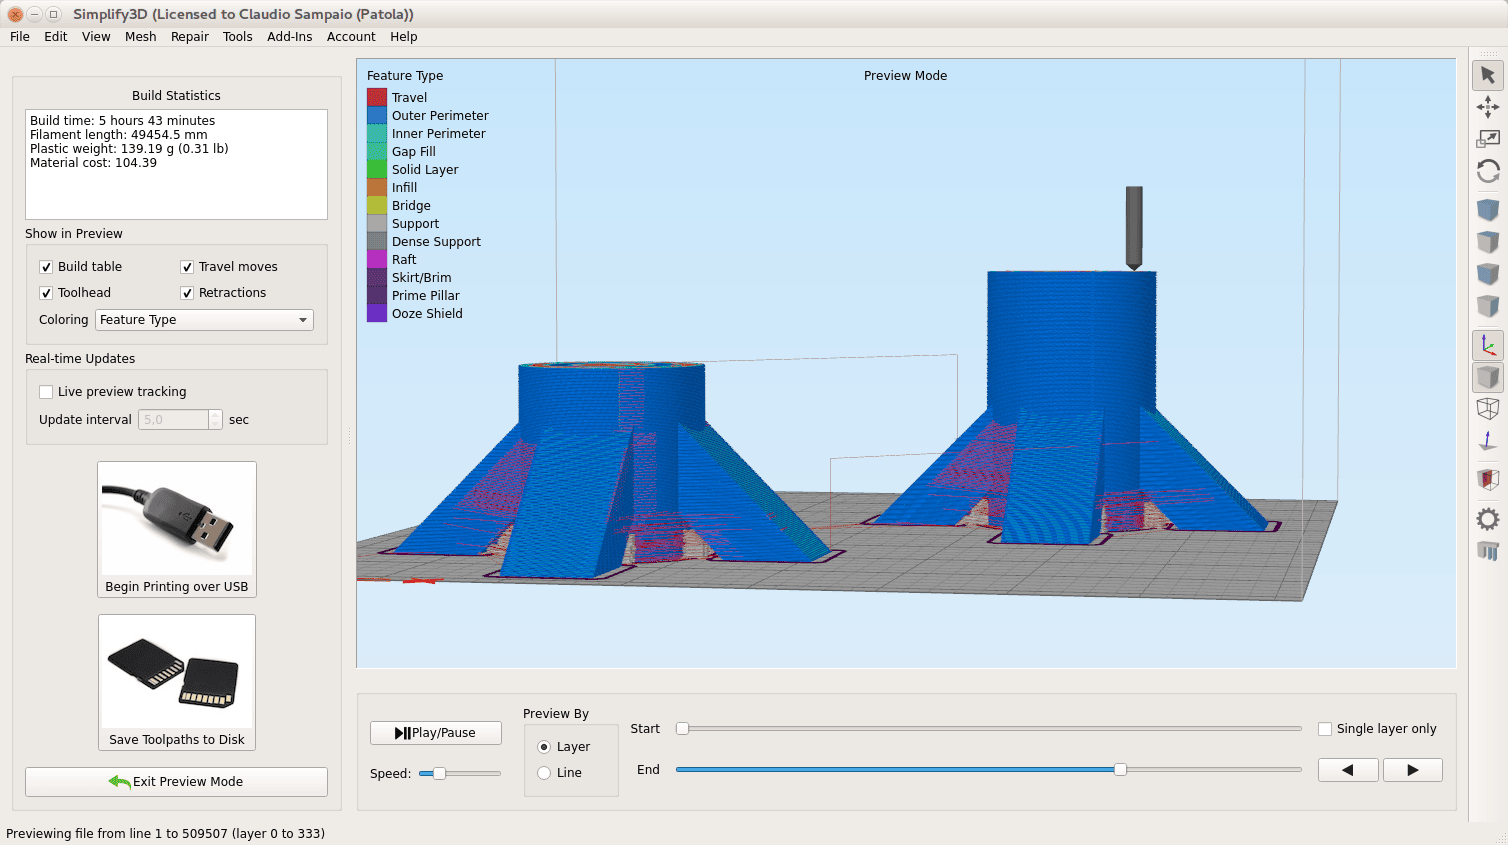 Simplify3D (Licensed to Claudio Sampaio (Patola))
File Edit View Mesh Repair Tools Add-Ins Account Help
Build Statistics
Build time: 5 hours 43 minutes
Filament length: 49454.5 mm
Plastic weight: 139.19 g (0.31 lb)
Material cost: 104.39
Show in Preview
Build table
Travel moves
Toolhead
Retractions
Coloring Feature Type
Real-time Updates
Live preview tracking
Update interval 5,0 sec
Begin Printing over USB
Save Toolpaths to Disk
Exit Preview Mode
Feature Type
Travel
Outer Perimeter
Inner Perimeter
Gap Fill
Solid Layer
Infill
Bridge
Support
Dense Support
Raft
Skirt/Brim
Prime Pillar
Ooze Shield
Preview Mode
Play/Pause
Speed:
Preview By
Layer
Line
Start
End
Single layer only
Previewing file from line 1 to 509507 (layer 0 to 333)